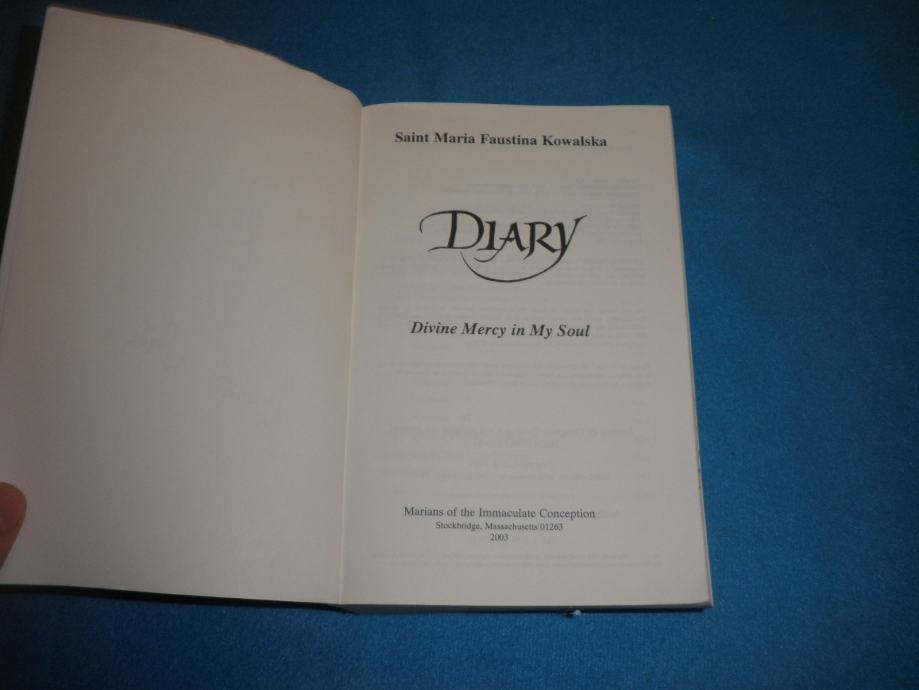 Saint Maria Faustina Kowalska
DIARY
Divine Mercy in My Soul
Marians of the Immaculate Conception
Stockbridge, Massachusetts 01263
2003